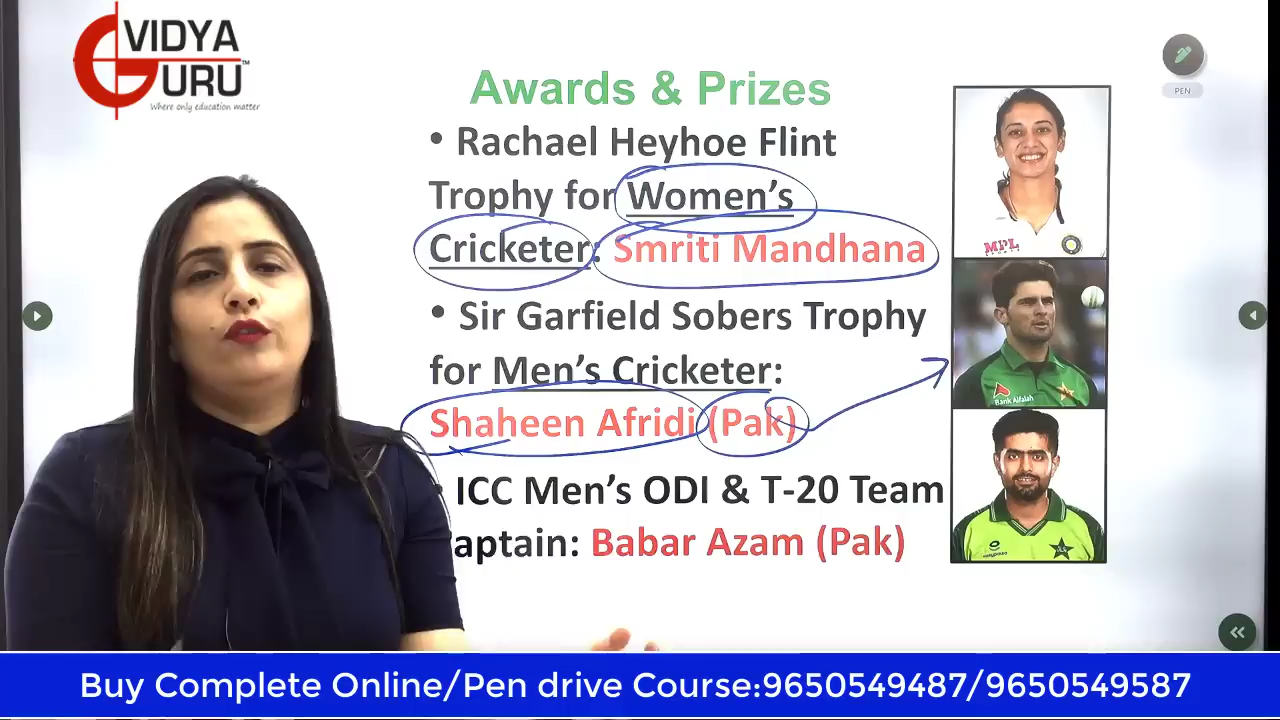 VIDYA
GURU™
Where only education matter
PEN
Awards & Prizes
• Rachael Heyhoe Flint
Trophy for Women's
Cricketer: Smriti Mandhana
• Sir Garfield Sobers Trophy
for Men's Cricketer:
Shaheen Afridi (Pak)
ICC Men's ODI & T-20 Team
aptain: Babar Azam (Pak)
MPL
Bank Alfalah
Buy Complete Online/Pen drive Course:9650549487/9650549587